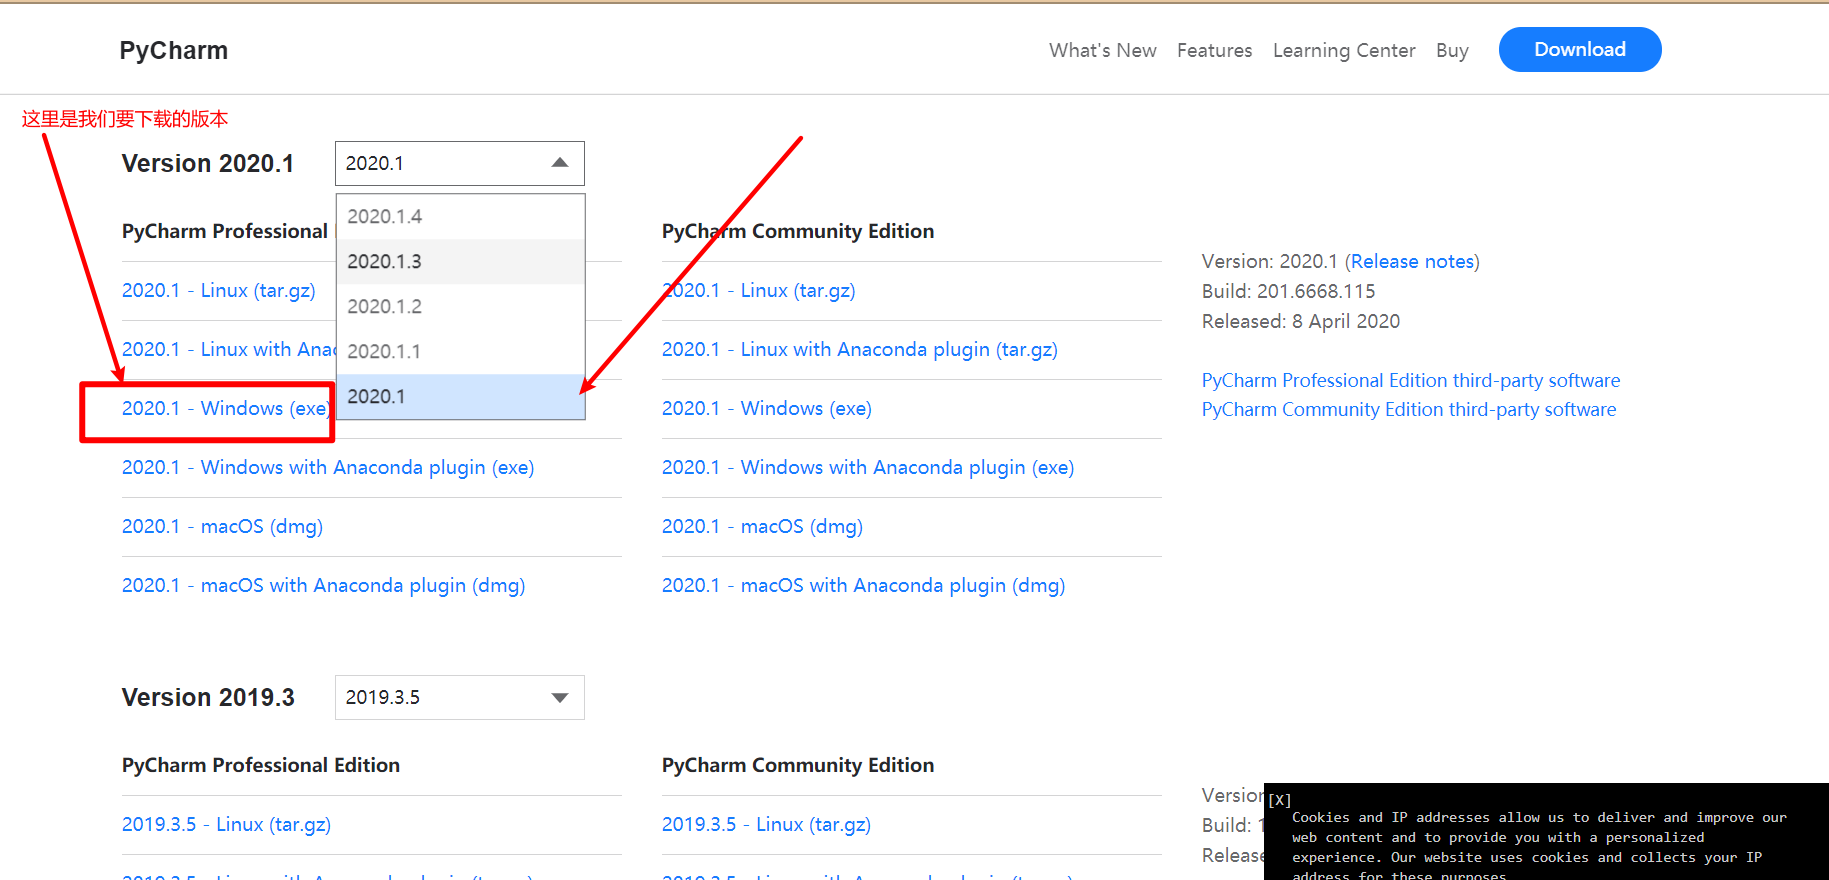 PyCharm
What's New Features Learning Center Buy Download
这里是我们要下载的版本
Version 2020.1
2020.1
2020.1.4
2020.1.3
2020.1.2
2020.1.1
2020.1
PyCharm Professional
2020.1 - Linux (tar.gz)
2020.1 - Linux with
2020.1 - Windows (exe)
2020.1 - Windows with Anaconda plugin (exe)
2020.1 - macOS (dmg)
2020.1 - macOS with Anaconda plugin (dmg)
PyCharm Community Edition
2020.1 - Linux (tar.gz)
2020.1 - Linux with Anaconda plugin (tar.gz)
2020.1 - Windows (exe)
2020.1 - Windows with Anaconda plugin (exe)
2020.1 - macOS (dmg)
2020.1 - macOS with Anaconda plugin (dmg)
Version: 2020.1 (Release notes)
Build: 201.6668.115
Released: 8 April 2020
PyCharm Professional Edition third-party software
PyCharm Community Edition third-party software
Version 2019.3
2019.3.5
PyCharm Professional Edition
2019.3.5 - Linux (tar.gz)
PyCharm Community Edition
2019.3.5 - Linux (tar.gz)
Build:
[X]
Cookies and IP addresses allow us to deliver and improve our
web content and to provide you with a personalized
experience. Our website uses cookies and collects your IP
address for these purposes